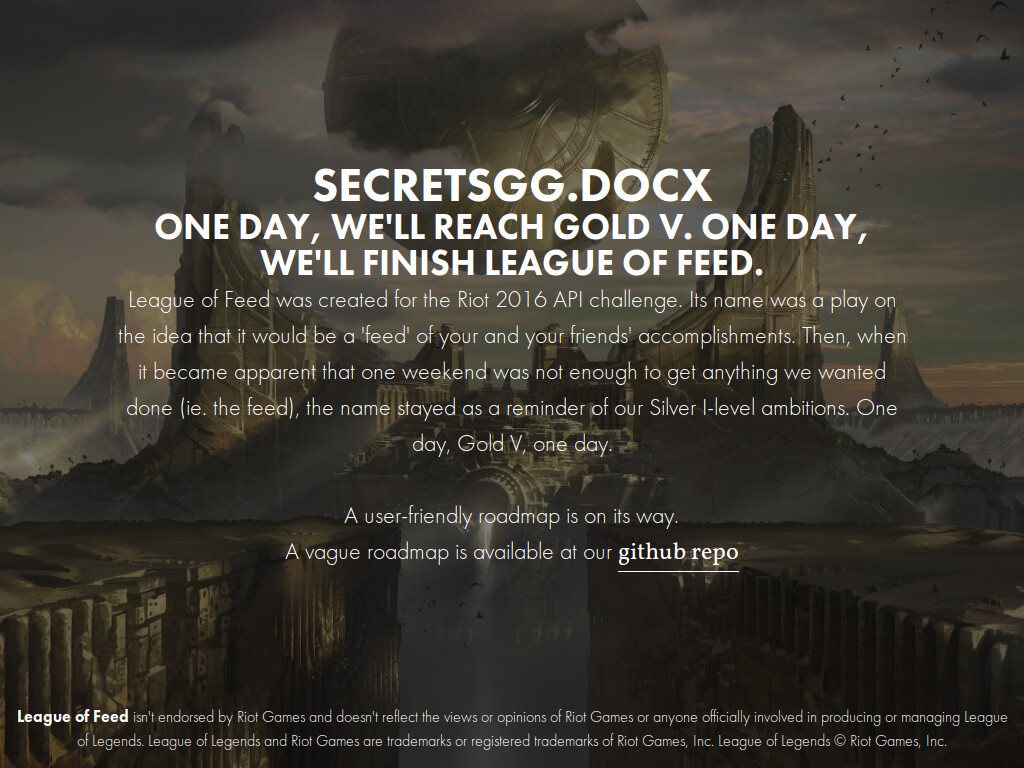 SECRETSGG.DOCX
ONE DAY, WE'LL REACH GOLD V. ONE DAY,
WE'LL FINISH LEAGUE OF FEED.
League of Feed was created for the Riot 2016 API challenge. Its name was a play on
the idea that it would be a 'feed' of your and your friends' accomplishments. Then, when
it became apparent that one weekend was not enough to get anything we wanted
done (ie. the feed), the name stayed as a reminder of our Silver I-level ambitions. One
day, Gold V, one day.
A user-friendly roadmap is on its way.
A vague roadmap is available at our github repo
League of Feed isn't endorsed by Riot Games and doesn't reflect the views or opinions of Riot Games or anyone officially involved in producing or managing League
of Legends. League of Legends and Riot Games are trademarks or registered trademarks of Riot Games, Inc. League of Legends © Riot Games, Inc.